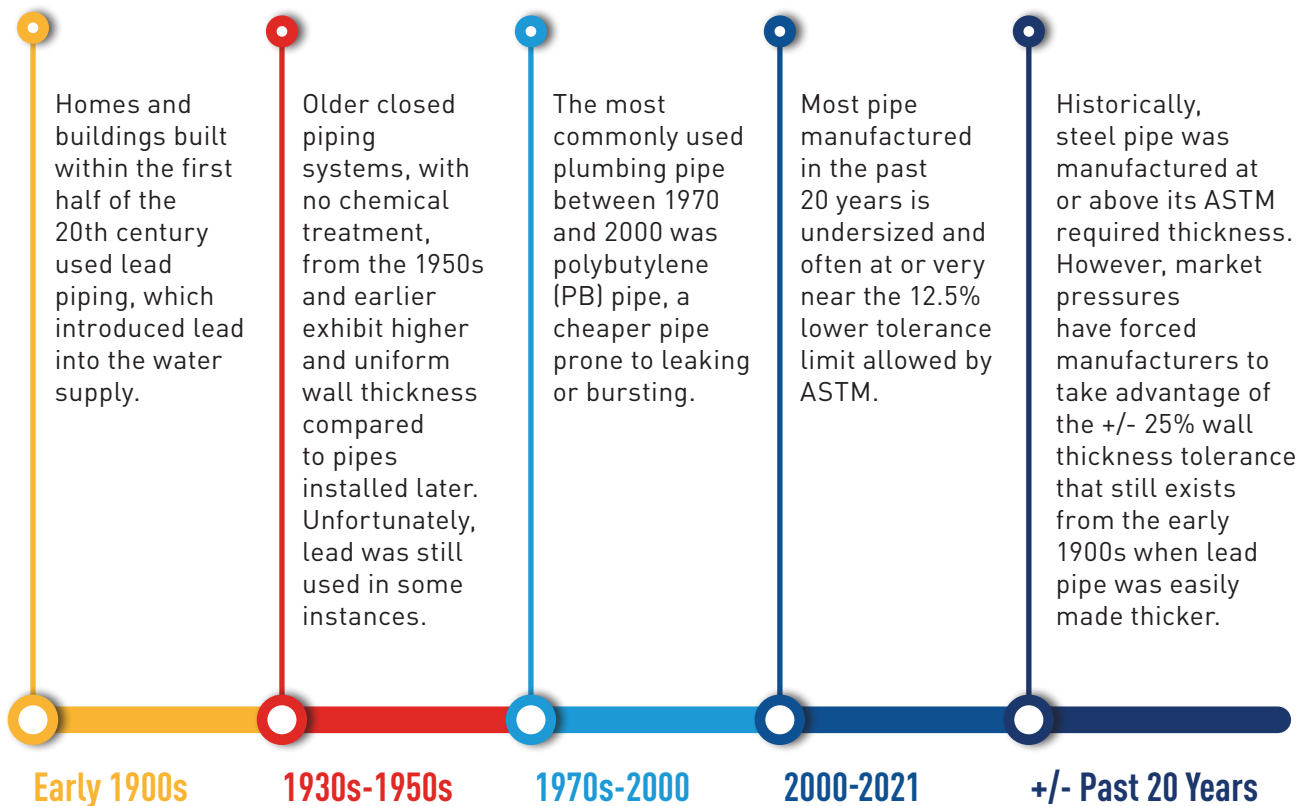 Homes and
buildings built
within the first
half of the
20th century
used lead
piping, which
introduced lead
into the water
supply.
Older closed
piping
systems, with
no chemical
treatment,
from the 1950s
and earlier
exhibit higher
and uniform
wall thickness
compared
to pipes
installed later.
Unfortunately,
lead was still
used in some
instances.
The most
commonly used
plumbing pipe
between 1970
and 2000 was
polybutylene
(PB) pipe, a
cheaper pipe
prone to leaking
or bursting.
Most pipe
manufactured
in the past
20 years is
undersized and
often at or very
near the 12.5%
lower tolerance
limit allowed by
ASTM.
Historically,
steel pipe was
manufactured at
or above its ASTM
required thickness.
However, market
pressures
have forced
manufacturers to
take advantage of
the +/- 25% wall
thickness tolerance
that still exists
from the early
1900s when lead
pipe was easily
made thicker.
Early 1900s
1930s-1950s
1970s-2000
2000-2021
+/- Past 20 Years